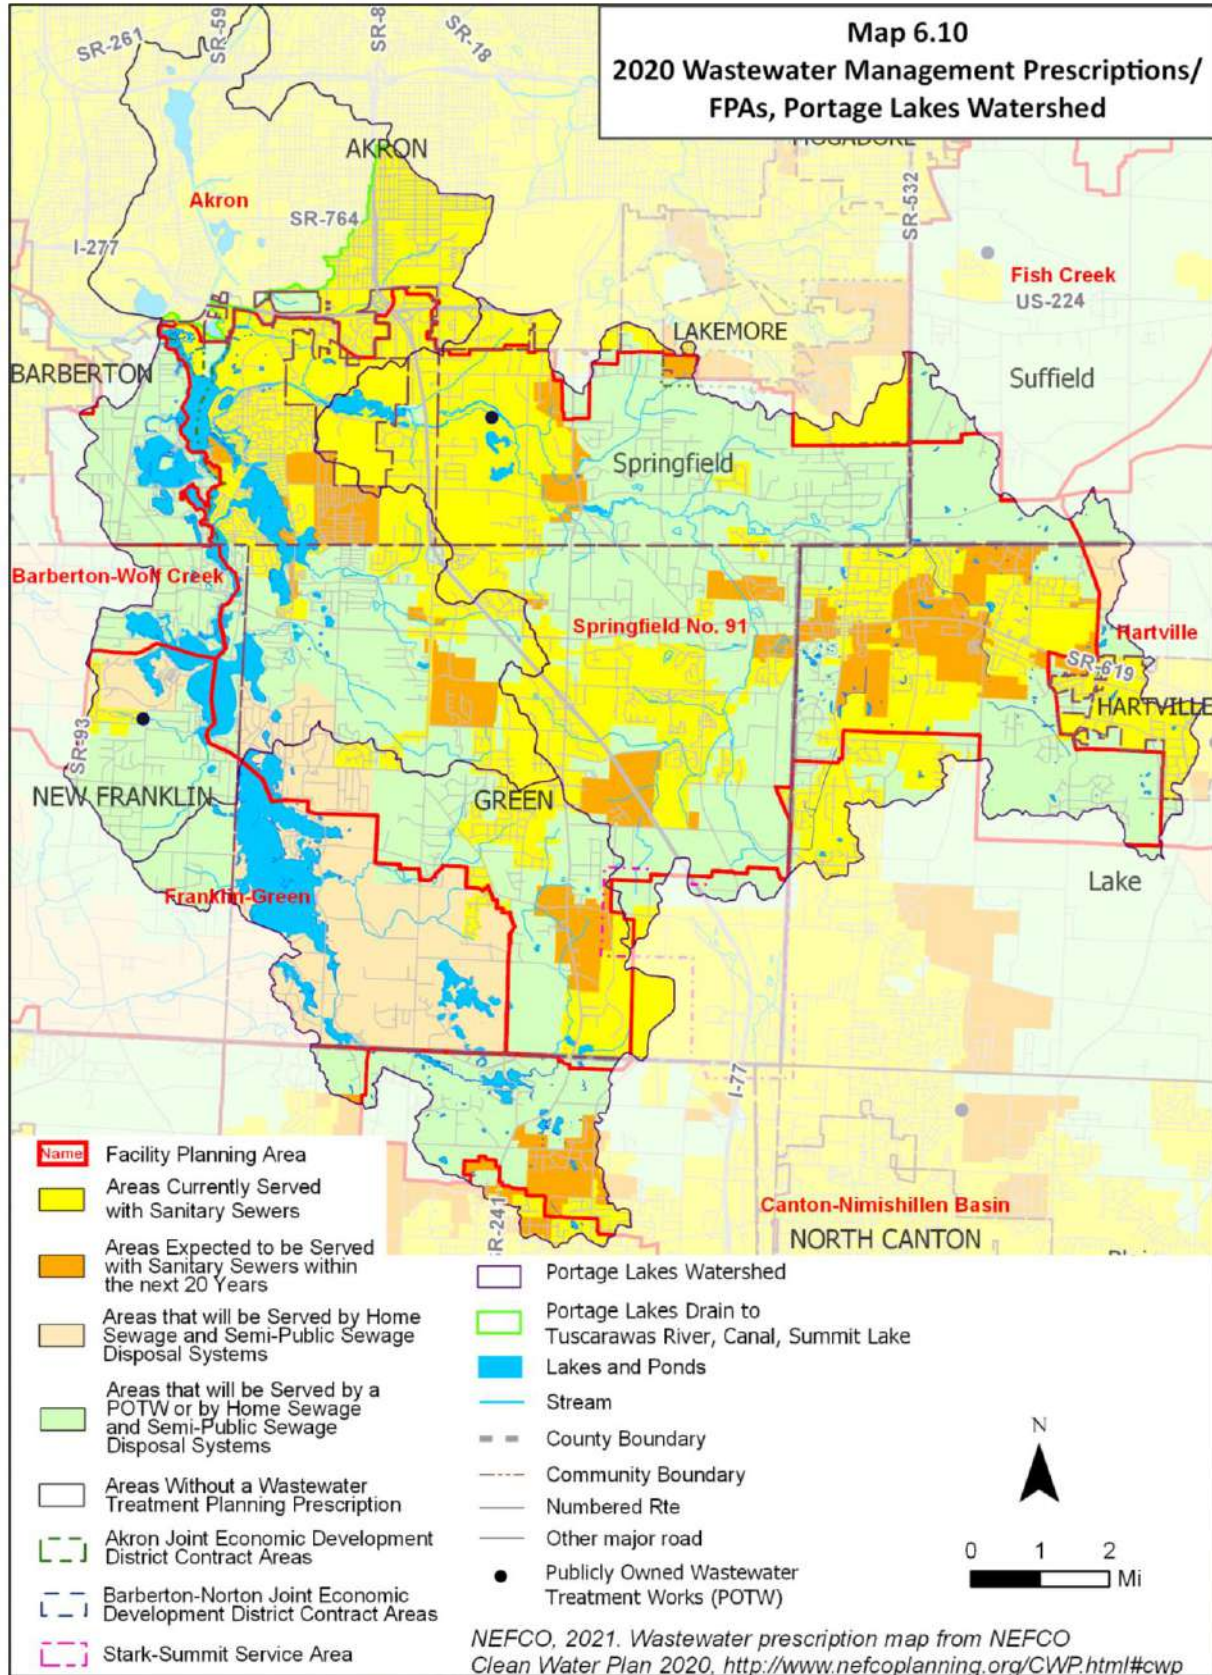 Map 6.10
2020 Wastewater Management Prescriptions/
FPAs, Portage Lakes Watershed
SR-261
SR-59
SR-8
SR-18
AKRON
MOGADORE
Akron
SR-764
SR-532
I-277
Fish Creek
US-224
LAKEMORE
BARBERTON
Suffield
Springfield
Barberton-Wolf Creek
Springfield No. 91
Hartville
SR-619
HARTVILLE
SR-93
NEW FRANKLIN
GREEN
Franklin-Green
Lake
I-77
SR-241
Canton-Nimishillen Basin
NORTH CANTON
Name Facility Planning Area
Areas Currently Served
with Sanitary Sewers
Areas Expected to be Served
with Sanitary Sewers within
the next 20 Years
Areas that will be Served by Home
Sewage and Semi-Public Sewage
Disposal Systems
Areas that will be Served by a
POTW or by Home Sewage
and Semi-Public Sewage
Disposal Systems
Areas Without a Wastewater
Treatment Planning Prescription
Akron Joint Economic Development
District Contract Areas
Barberton-Norton Joint Economic
Development District Contract Areas
Stark-Summit Service Area
Portage Lakes Watershed
Portage Lakes Drain to
Tuscarawas River, Canal, Summit Lake
Lakes and Ponds
Stream
County Boundary
Community Boundary
Numbered Rte
Other major road
Publicly Owned Wastewater
Treatment Works (POTW)
N
0 1 2
Mi
NEFCO, 2021. Wastewater prescription map from NEFCO
Clean Water Plan 2020, http://www.nefcoplanning.org/CWP.html#cwp